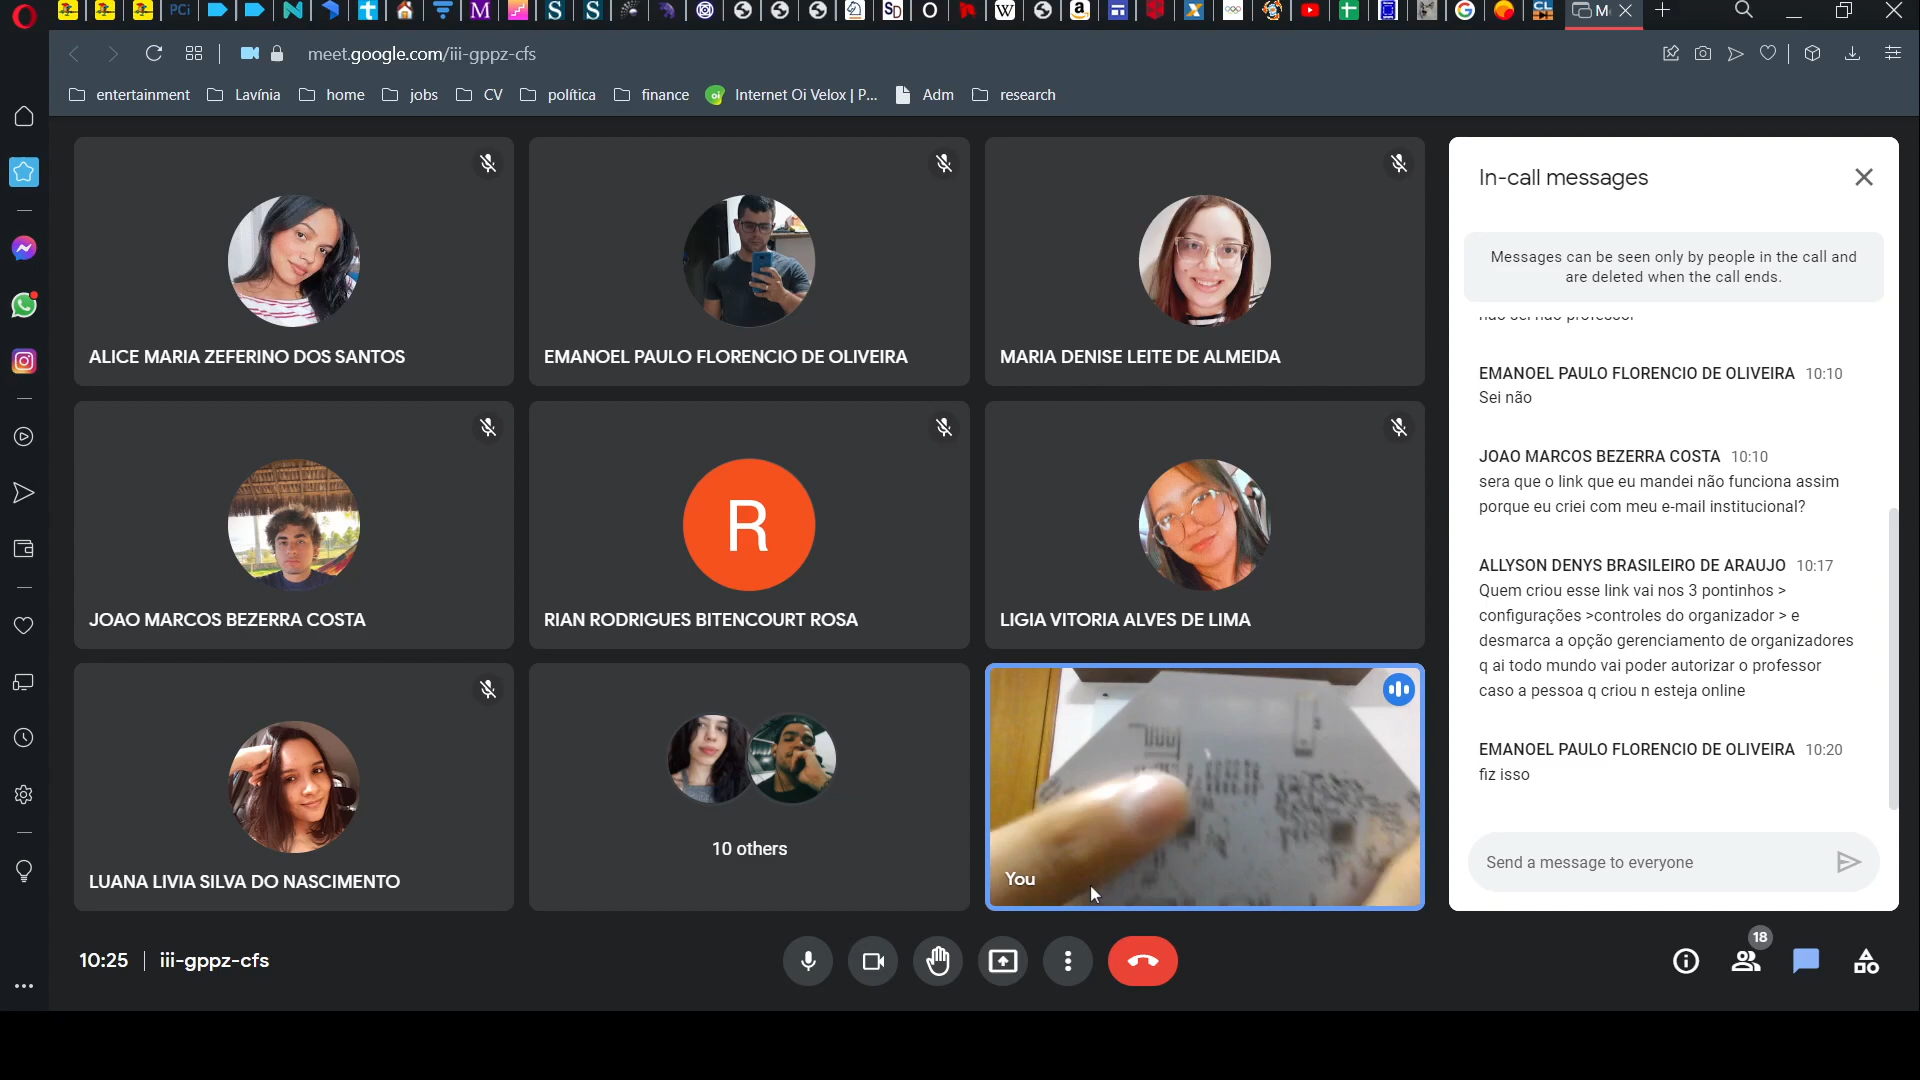 meet.google.com/iii-gppz-cfs
entertainment Lavínia home jobs CV política finance Internet Oi Velox | P... Adm research
ALICE MARIA ZEFERINO DOS SANTOS
EMANOEL PAULO FLORENCIO DE OLIVEIRA
MARIA DENISE LEITE DE ALMEIDA
JOAO MARCOS BEZERRA COSTA
R
RIAN RODRIGUES BITENCOURT ROSA
LIGIA VITORIA ALVES DE LIMA
LUANA LIVIA SILVA DO NASCIMENTO
10 others
You
In-call messages
Messages can be seen only by people in the call and
are deleted when the call ends.
EMANOEL PAULO FLORENCIO DE OLIVEIRA 10:10
Sei não
JOAO MARCOS BEZERRA COSTA 10:10
sera que o link que eu mandei não funciona assim
porque eu criei com meu e-mail institucional?
ALLYSON DENYS BRASILEIRO DE ARAUJO 10:17
Quem criou esse link vai nos 3 pontinhos >
configurações >controles do organizador > e
desmarca a opção gerenciamento de organizadores
q ai todo mundo vai poder autorizar o professor
caso a pessoa q criou n esteja online
EMANOEL PAULO FLORENCIO DE OLIVEIRA 10:20
fiz isso
Send a message to everyone
10:25 iii-gppz-cfs
18